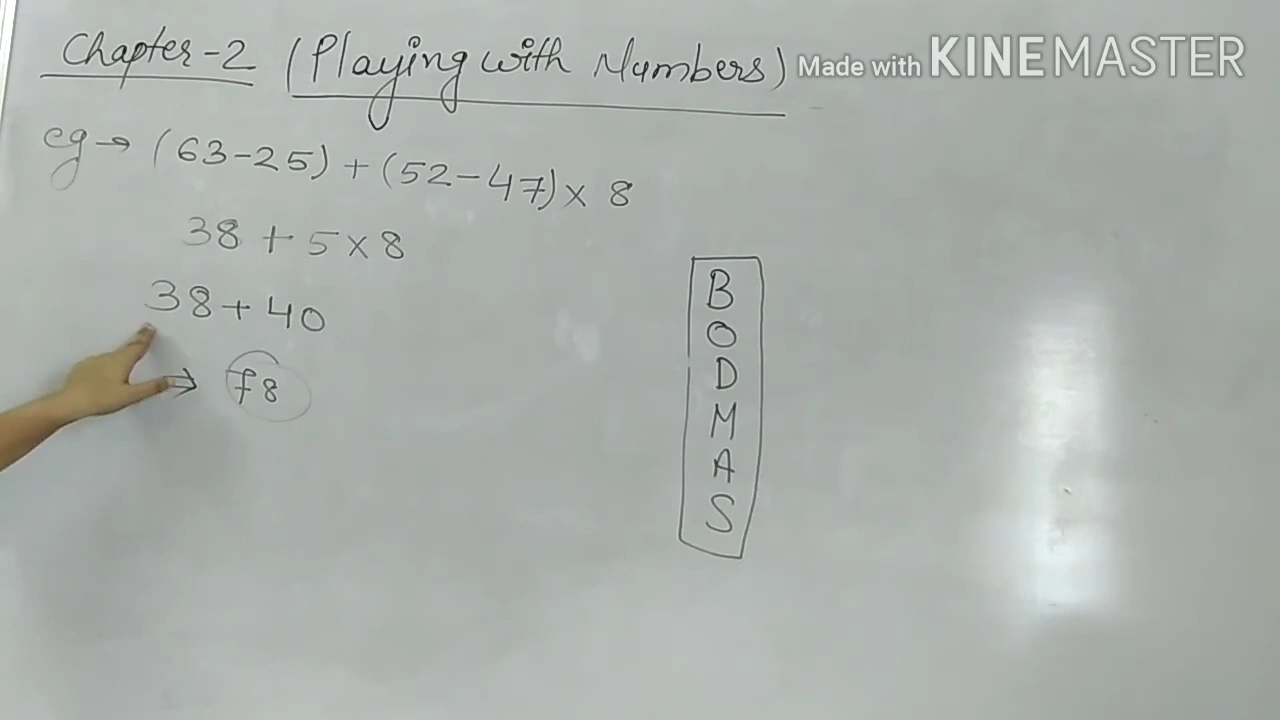 Chapter-2 (Playing with Numbers)
Made with KINEMASTER
eg → (63-25) + (52-47) × 8
38 + 5 × 8
38 + 40
⇒ 78
B
O
D
M
A
S